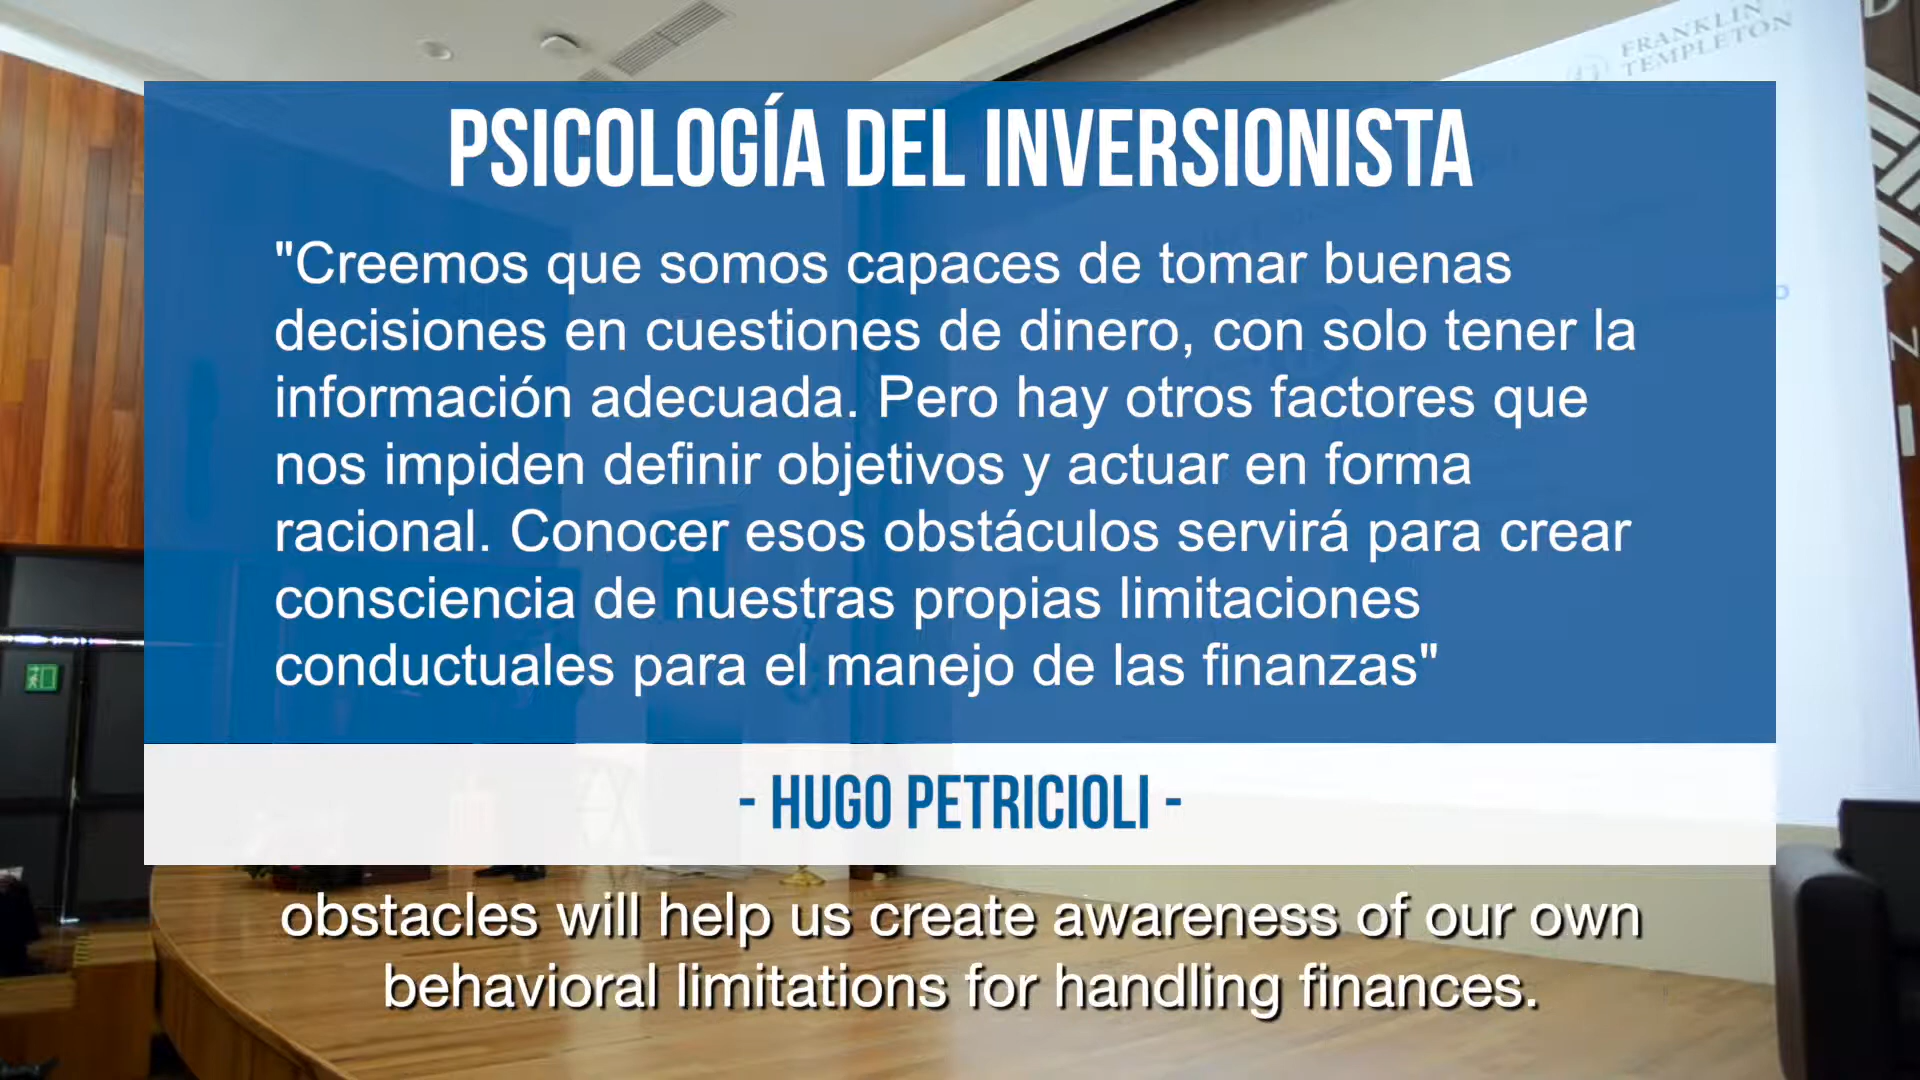 FRANKLIN
TEMPLETON
PSICOLOGÍA DEL INVERSIONISTA
"Creemos que somos capaces de tomar buenas
decisiones en cuestiones de dinero, con solo tener la
información adecuada. Pero hay otros factores que
nos impiden definir objetivos y actuar en forma
racional. Conocer esos obstáculos servirá para crear
consciencia de nuestras propias limitaciones
conductuales para el manejo de las finanzas"
- HUGO PETRICIOLI -
obstacles will help us create awareness of our own
behavioral limitations for handling finances.